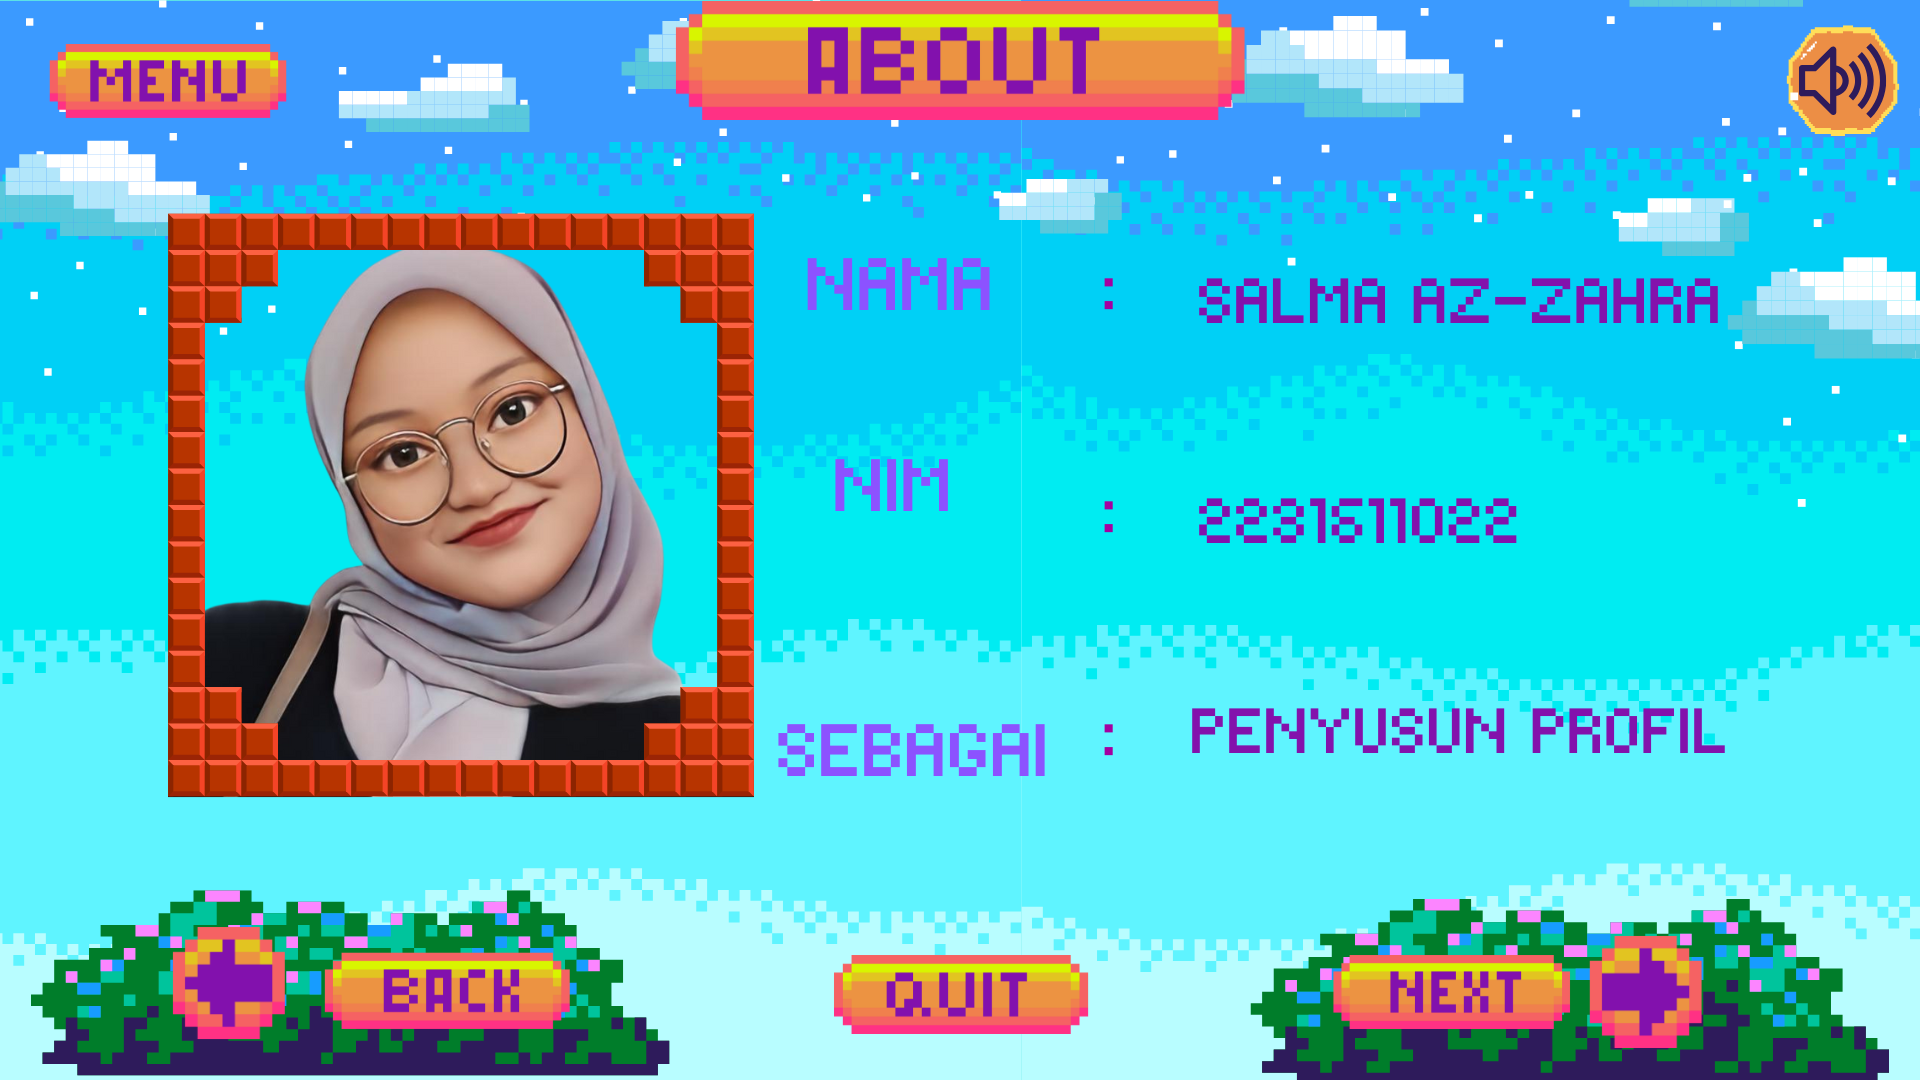 MENU
ABOUT
NAMA : SALMA AZ-ZAHRA
NIM : 2231611022
SEBAGAI : PENYUSUN PROFIL
BACK
QUIT
NEXT